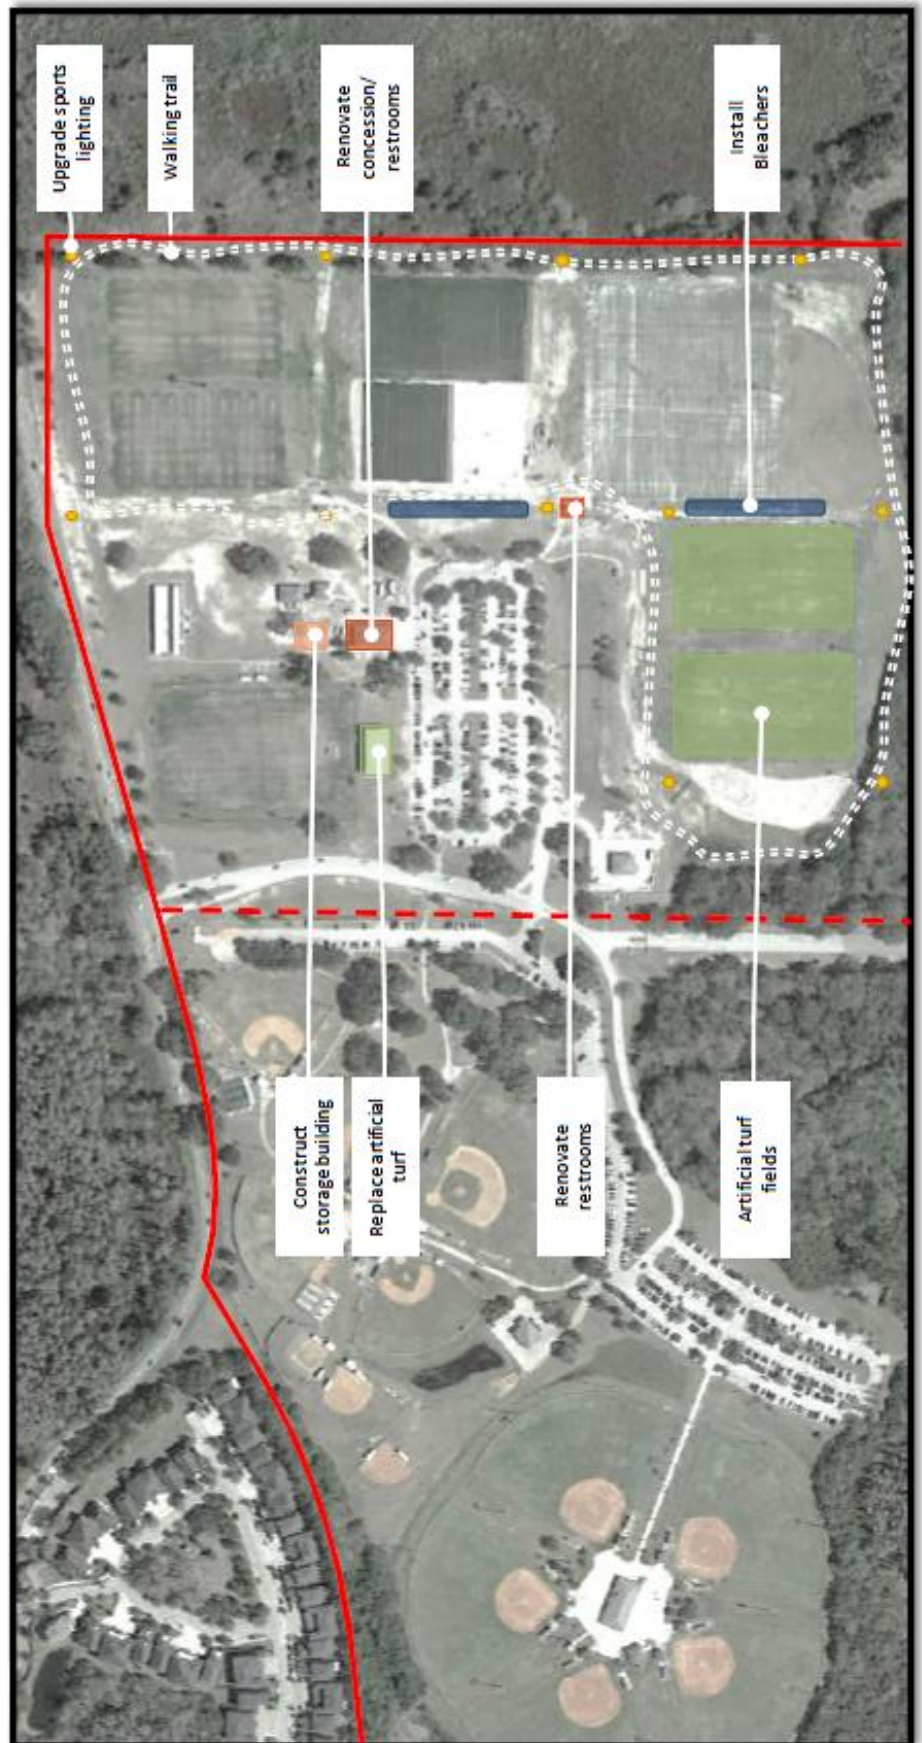 Upgrade sports
lighting
Walking trail
Renovate
concession/
restrooms
Install
Bleachers
Construct
storage building
Replace artificial
turf
Renovate
restrooms
Artificial turf
fields